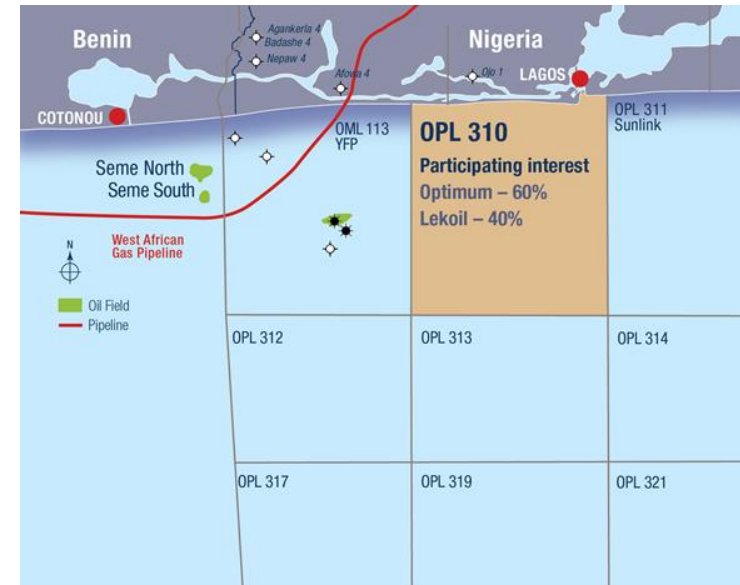 Benin
Nigeria
Agankerla 4
Badashe 4
Nepaw 4
Afowa 4
Ojo 1
LAGOS
COTONOU
OML 113
YFP
OPL 310
Participating interest
Optimum – 60%
Lekoil – 40%
OPL 311
Sunlink
Seme North
Seme South
West African
Gas Pipeline
N
Oil Field
Pipeline
OPL 312
OPL 313
OPL 314
OPL 317
OPL 319
OPL 321